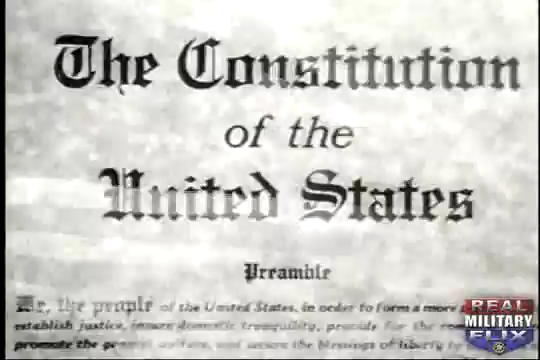 The Constitution
of the
United States
Preamble
We, the people of the United States, in order to form a more
establish justice, insure domestic tranquility, provide for the
promote the general secure the blessings of liberty to
REAL
MILITARY
FLIX